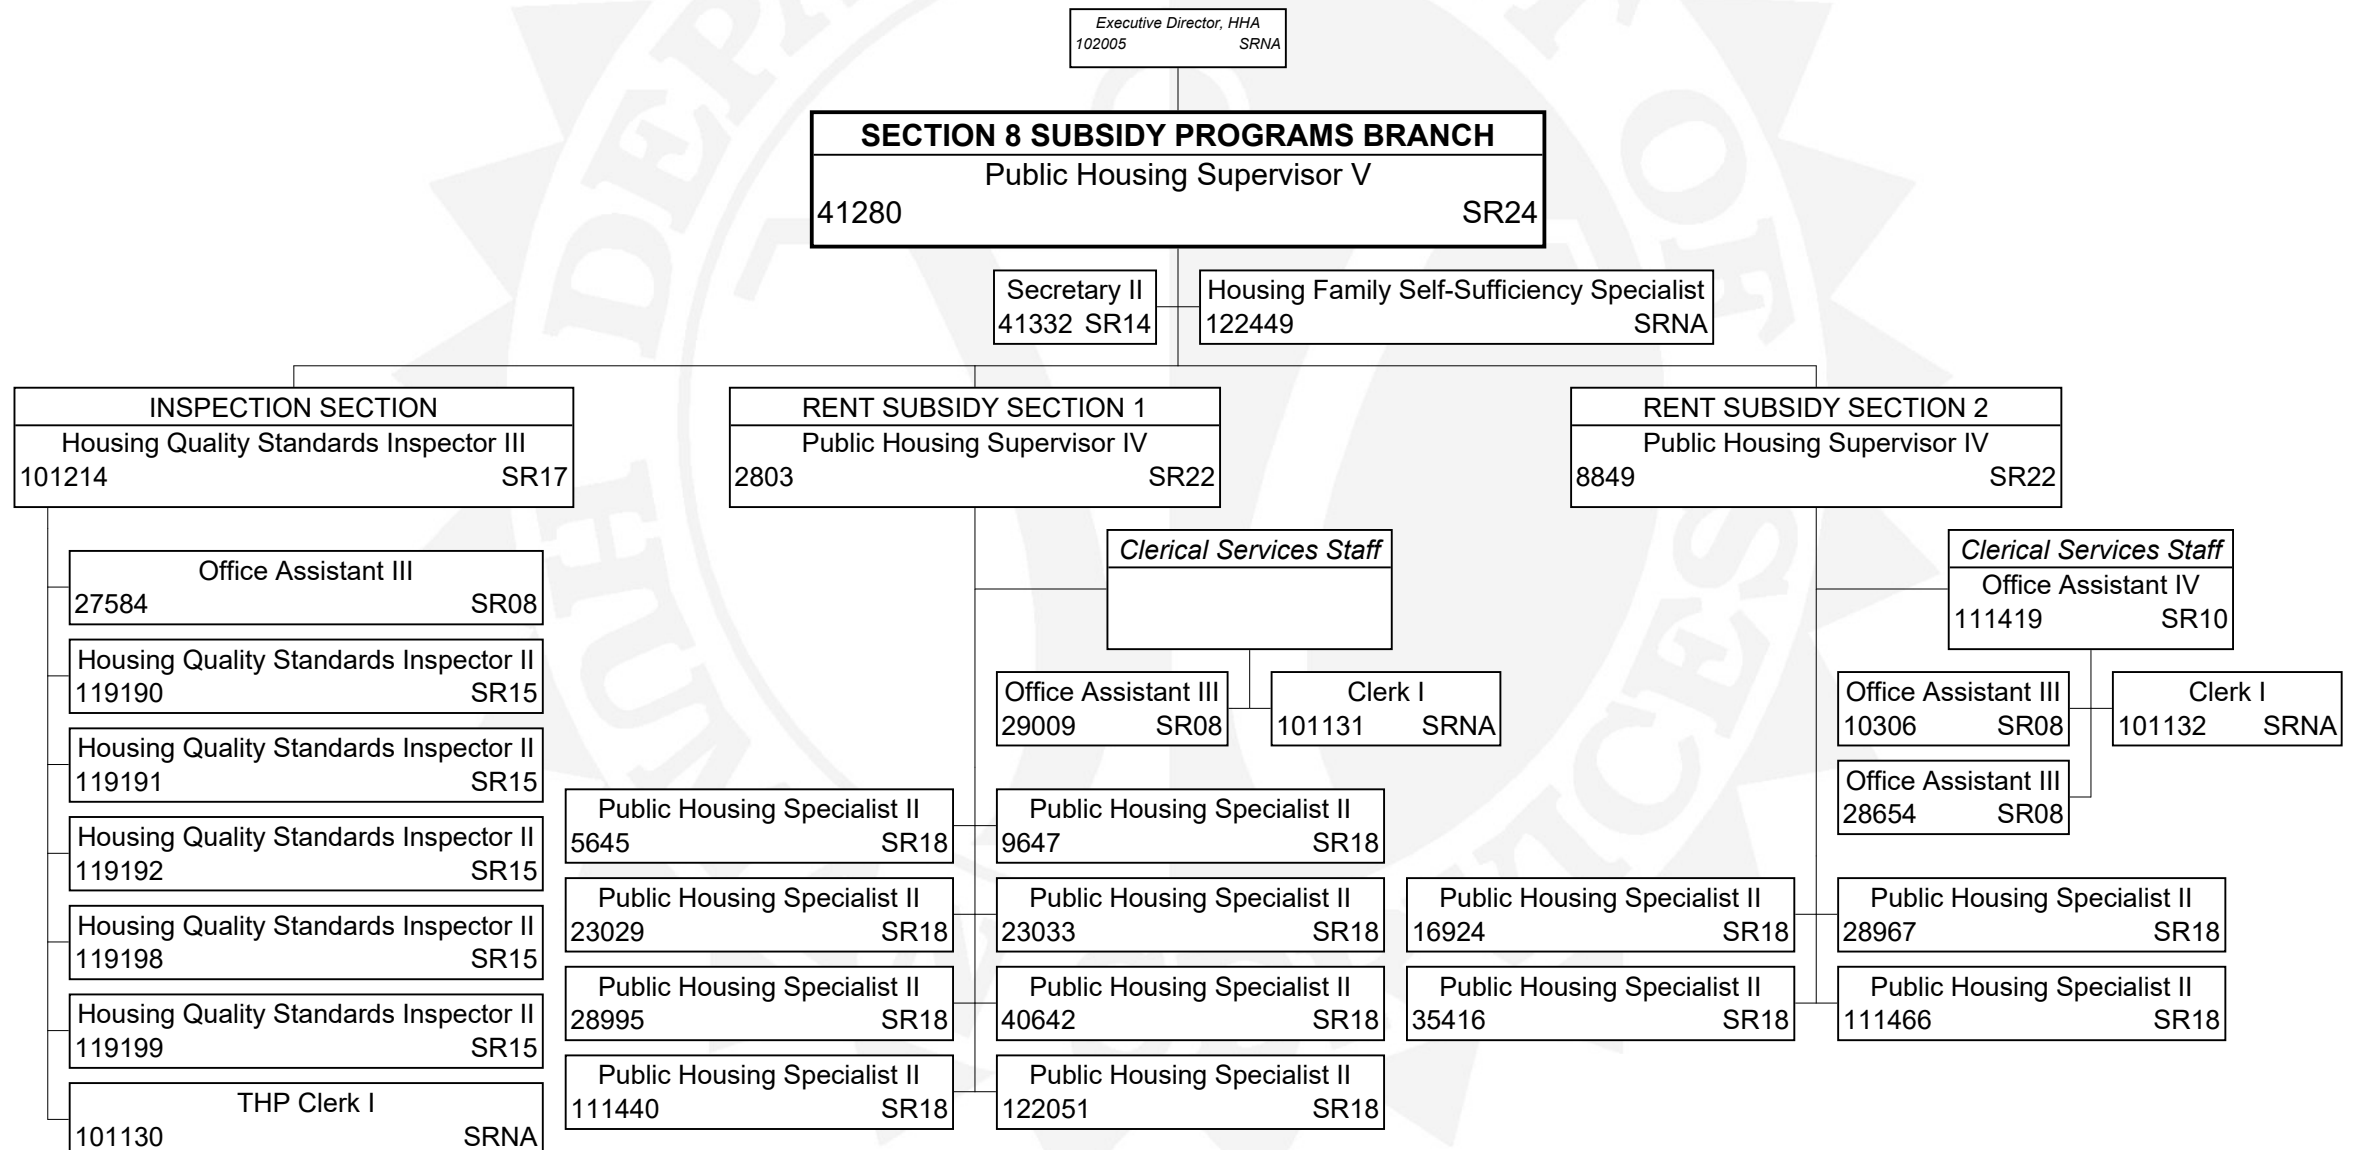 Executive Director, HHA
102005 SRNA
SECTION 8 SUBSIDY PROGRAMS BRANCH
Public Housing Supervisor V
41280 SR24
Secretary II
41332 SR14
Housing Family Self-Sufficiency Specialist
122449 SRNA
INSPECTION SECTION
Housing Quality Standards Inspector III
101214 SR17
Office Assistant III
27584 SR08
Housing Quality Standards Inspector II
119190 SR15
Housing Quality Standards Inspector II
119191 SR15
Housing Quality Standards Inspector II
119192 SR15
Housing Quality Standards Inspector II
119198 SR15
Housing Quality Standards Inspector II
119199 SR15
THP Clerk I
101130 SRNA
RENT SUBSIDY SECTION 1
Public Housing Supervisor IV
2803 SR22
Clerical Services Staff
Office Assistant III
29009 SR08
Clerk I
101131 SRNA
Public Housing Specialist II
5645 SR18
Public Housing Specialist II
9647 SR18
Public Housing Specialist II
23029 SR18
Public Housing Specialist II
23033 SR18
Public Housing Specialist II
28995 SR18
Public Housing Specialist II
40642 SR18
Public Housing Specialist II
111440 SR18
Public Housing Specialist II
122051 SR18
RENT SUBSIDY SECTION 2
Public Housing Supervisor IV
8849 SR22
Clerical Services Staff
Office Assistant IV
111419 SR10
Office Assistant III
10306 SR08
Clerk I
101132 SRNA
Office Assistant III
28654 SR08
Public Housing Specialist II
16924 SR18
Public Housing Specialist II
28967 SR18
Public Housing Specialist II
35416 SR18
Public Housing Specialist II
111466 SR18